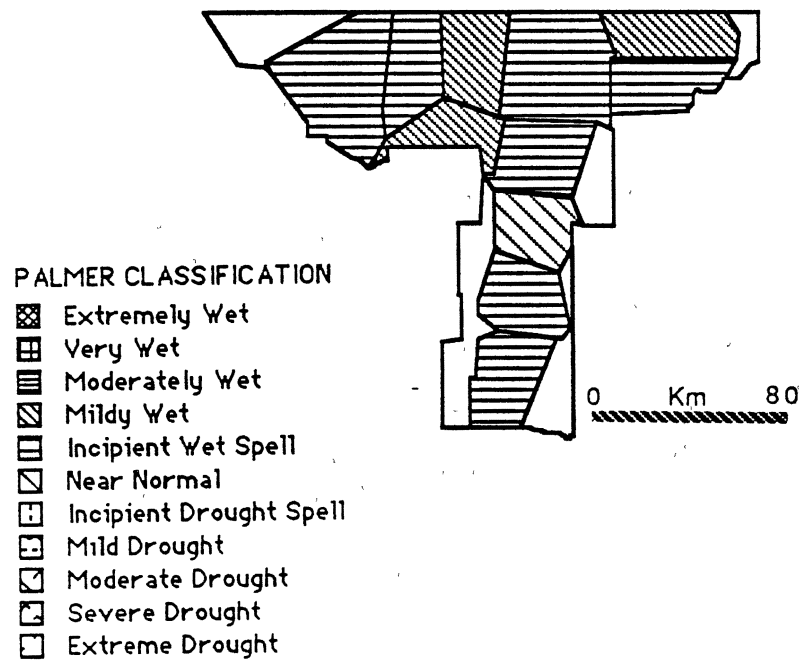 PALMER CLASSIFICATION
Extremely Wet
Very Wet
Moderately Wet
Mildy Wet
Incipient Wet Spell
Near Normal
Incipient Drought Spell
Mild Drought
Moderate Drought
Severe Drought
Extreme Drought
0 Km 80